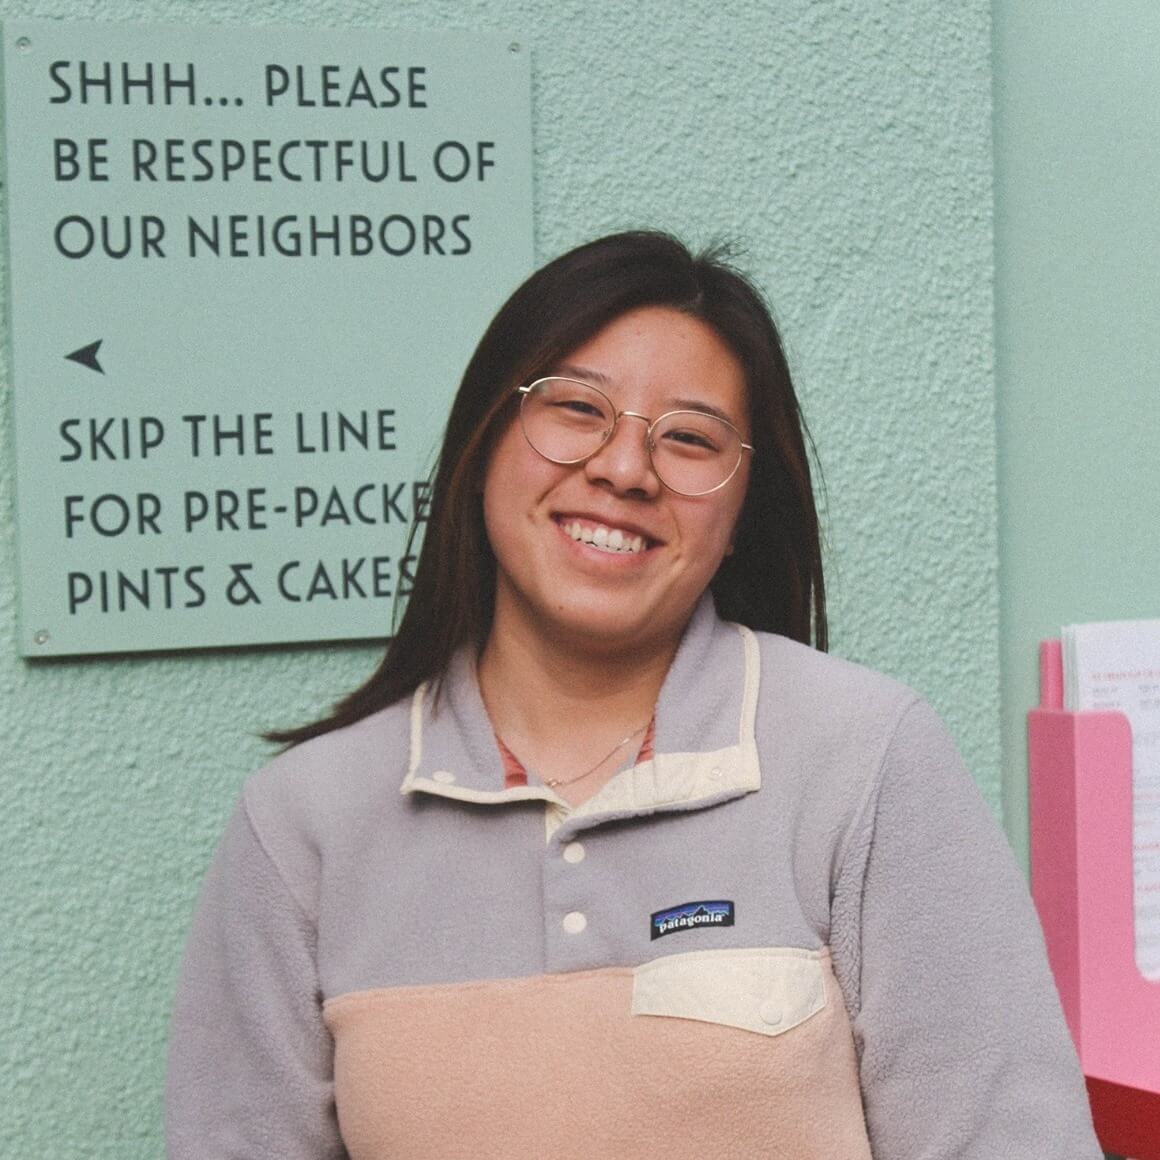 SHHH... PLEASE
BE RESPECTFUL OF
OUR NEIGHBORS
SKIP THE LINE
FOR PRE-PACKE
PINTS & CAKES
patagonia